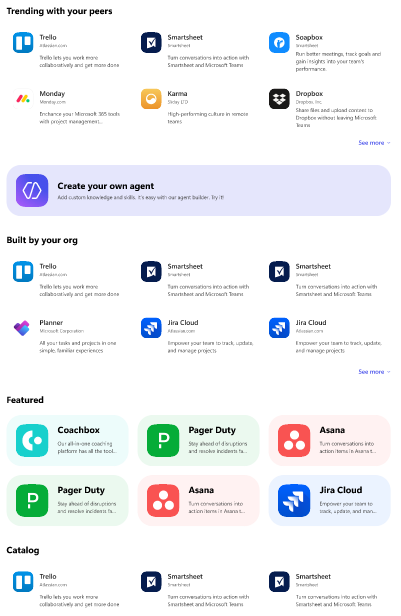 Trending with your peers
Trello
Atlassian.com
Trello lets you work more
collaboratively and get more done
Smartsheet
Smartsheet
Turn conversations into action with
Smartsheet and Microsoft Teams
Soapbox
Smartsheet
Run better meetings, track goals and
gain insights into your team's
performance.
Monday
Monday.com
Enhance your Microsoft 365 tools
with project management...
Karma
Sliday LTD
High-performing culture in remote
teams
Dropbox
Dropbox, Inc
Share files and upload content to
Dropbox without leaving Microsoft
Teams
See more
Create your own agent
Add custom knowledge and skills. It's easy with our agent builder. Try it!
Built by your org
Trello
Atlassian.com
Trello lets you work more
collaboratively and get more done
Smartsheet
Smartsheet
Turn conversations into action with
Smartsheet and Microsoft Teams
Smartsheet
Smartsheet
Turn conversations into action with
Smartsheet and Microsoft Teams
Planner
Microsoft Corporation
All your tasks and projects in one
simple, familiar experiences
Jira Cloud
Atlassian.com
Empower your team to track, update,
and manage projects
Jira Cloud
Atlassian.com
Empower your team to track, update,
and manage projects
See more
Featured
Coachbox
Our all-in-one coaching
platform has all the tool...
Pager Duty
Stay ahead of disruptions
and resolve incidents fa...
Asana
Turn conversations into
action items in Asana t...
Pager Duty
Stay ahead of disruptions
and resolve incidents fa...
Asana
Turn conversations into
action items in Asana t...
Jira Cloud
Empower your team to
track, update, and man...
Catalog
Trello
Atlassian.com
Trello lets you work more
collaboratively and get more done
Smartsheet
Smartsheet
Turn conversations into action with
Smartsheet and Microsoft Teams
Smartsheet
Smartsheet
Turn conversations into action with
Smartsheet and Microsoft Teams